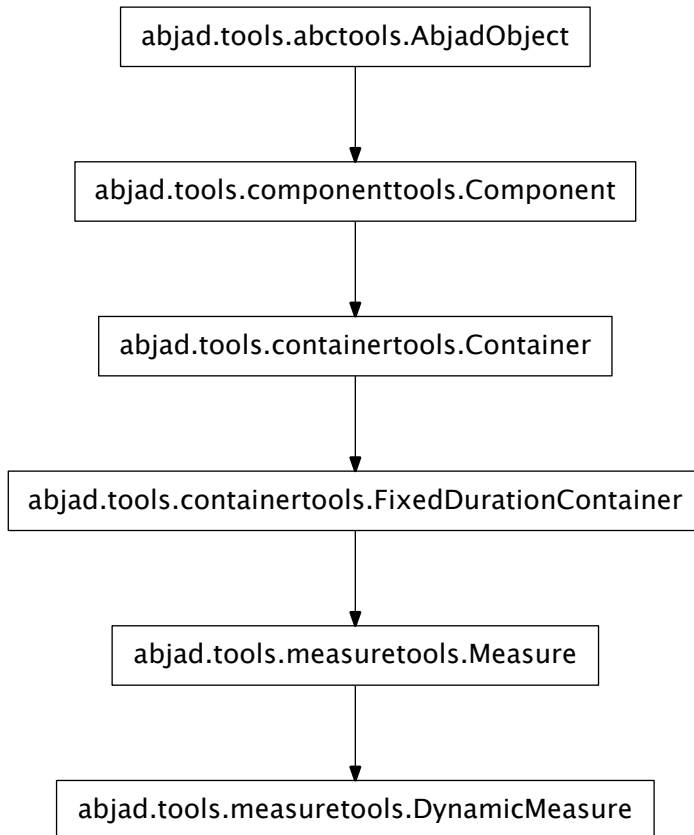 abjad.tools.abctools.AbjadObject
abjad.tools.componenttools.Component
abjad.tools.containertools.Container
abjad.tools.containertools.FixedDurationContainer
abjad.tools.measuretools.Measure
abjad.tools.measuretools.DynamicMeasure